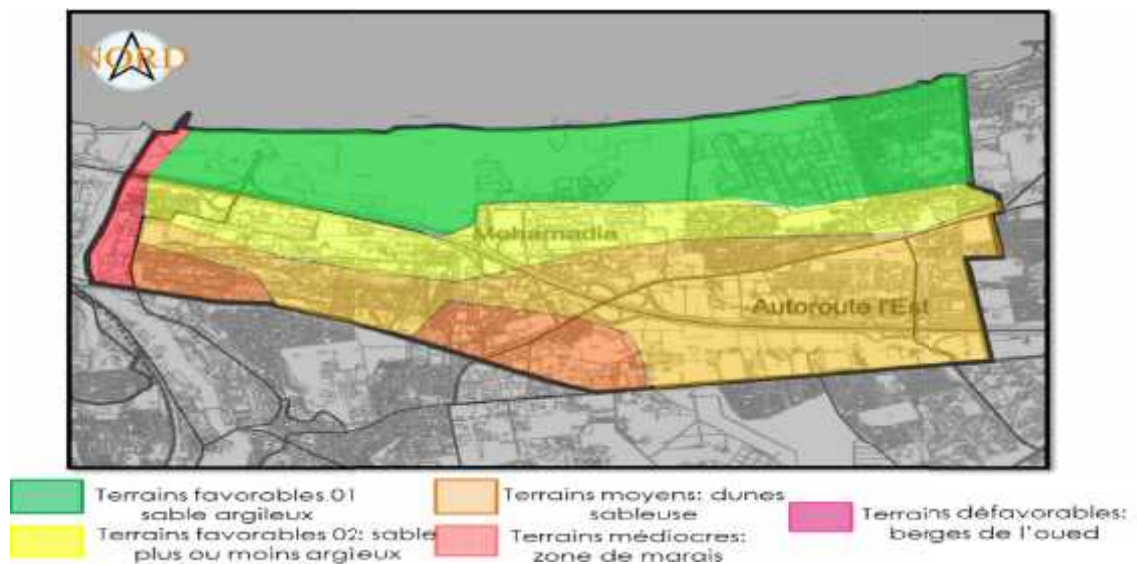 NORD
Mohamadia
Autoroute l'Est
Terrains favorables 01
sable argileux
Terrains favorables 02: sable
plus ou moins argieux
Terrains moyens: dunes
sableuse
Terrains médiocres:
zone de marais
Terrains défavorables:
berges de l'oued